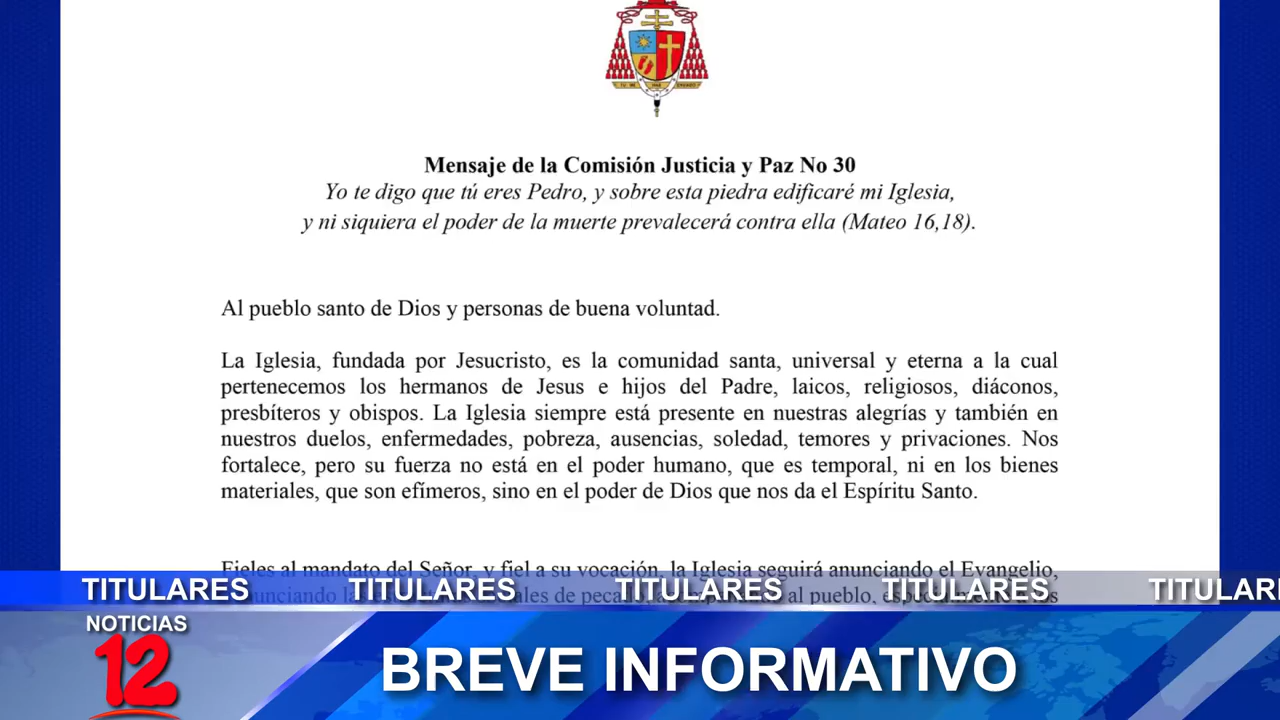 Mensaje de la Comisión Justicia y Paz No 30
Yo te digo que tú eres Pedro, y sobre esta piedra edificaré mi Iglesia,
y ni siquiera el poder de la muerte prevalecerá contra ella (Mateo 16,18).
Al pueblo santo de Dios y personas de buena voluntad.
La Iglesia, fundada por Jesucristo, es la comunidad santa, universal y eterna a la cual
pertenecemos los hermanos de Jesus e hijos del Padre, laicos, religiosos, diáconos,
presbíteros y obispos. La Iglesia siempre está presente en nuestras alegrías y también en
nuestros duelos, enfermedades, pobreza, ausencias, soledad, temores y privaciones. Nos
fortalece, pero su fuerza no está en el poder humano, que es temporal, ni en los bienes
materiales, que son efímeros, sino en el poder de Dios que nos da el Espíritu Santo.
Fieles al mandato del Señor, y fiel a su vocación, la Iglesia seguirá anunciando el Evangelio,
de pecado al pueblo,
TITULARES TITULARES TITULARES TITULARES TITULARE
NOTICIAS
12
BREVE INFORMATIVO